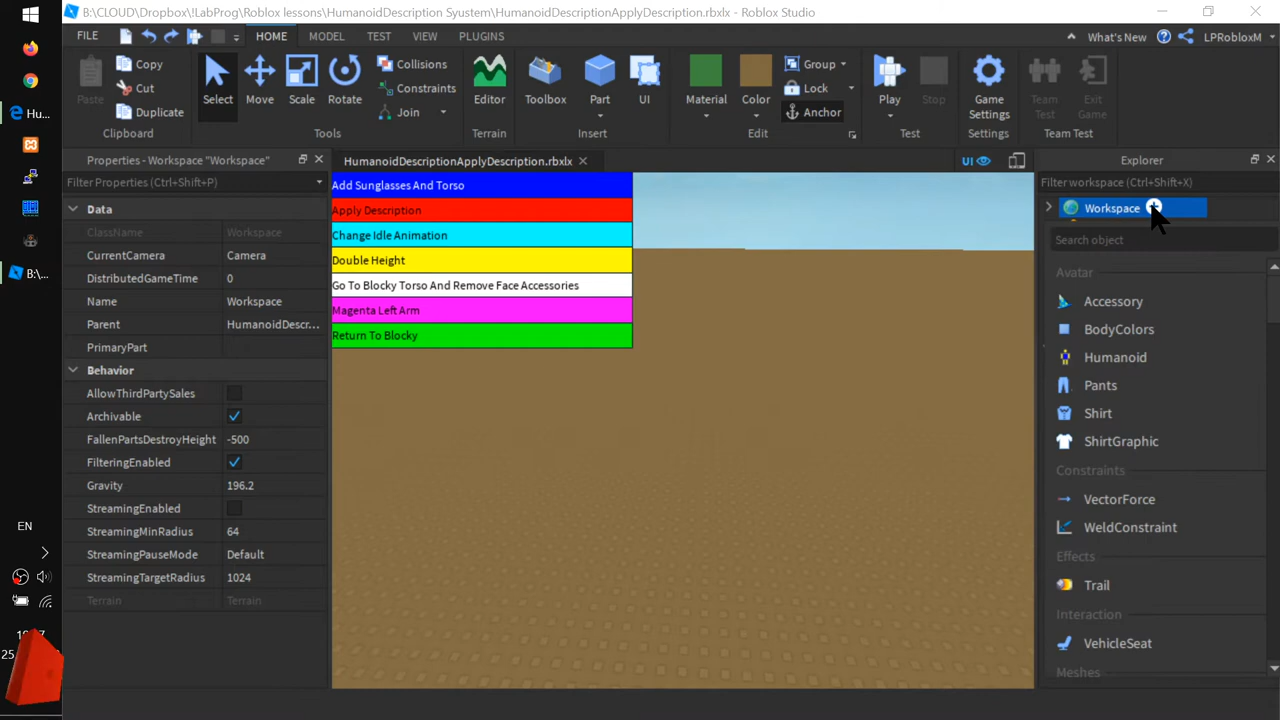 B:\CLOUD\Dropbox\!LabProg\Roblox lessons\HumanoidDescription Syustem\HumanoidDescriptionApplyDescription.rbxlx - Roblox Studio
FILE HOME MODEL TEST VIEW PLUGINS What's New LPRobloxM
Paste Copy Cut Duplicate Select Move Scale Rotate Collisions Constraints Join Editor Toolbox Part UI Material Color Group Lock Anchor Play Stop Game Settings Team Test Exit Game
Clipboard Tools Terrain Insert Edit Test Settings Team Test
Properties - Workspace "Workspace"
Filter Properties (Ctrl+Shift+P)
Data
ClassName Workspace
CurrentCamera Camera
DistributedGameTime 0
Name Workspace
Parent HumanoidDescr...
PrimaryPart
Behavior
AllowThirdPartySales
Archivable
FallenPartsDestroyHeight -500
FilteringEnabled
Gravity 196.2
StreamingEnabled
StreamingMinRadius 64
StreamingPauseMode Default
StreamingTargetRadius 1024
Terrain Terrain
HumanoidDescriptionApplyDescription.rbxlx UI
Add Sunglasses And Torso
Apply Description
Change Idle Animation
Double Height
Go To Blocky Torso And Remove Face Accessories
Magenta Left Arm
Return To Blocky
Explorer
Filter workspace (Ctrl+Shift+X)
Workspace
Search object
Avatar
Accessory
BodyColors
Humanoid
Pants
Shirt
ShirtGraphic
Constraints
VectorForce
WeldConstraint
Effects
Trail
Interaction
VehicleSeat
Meshes
Hu...
B:\...
EN